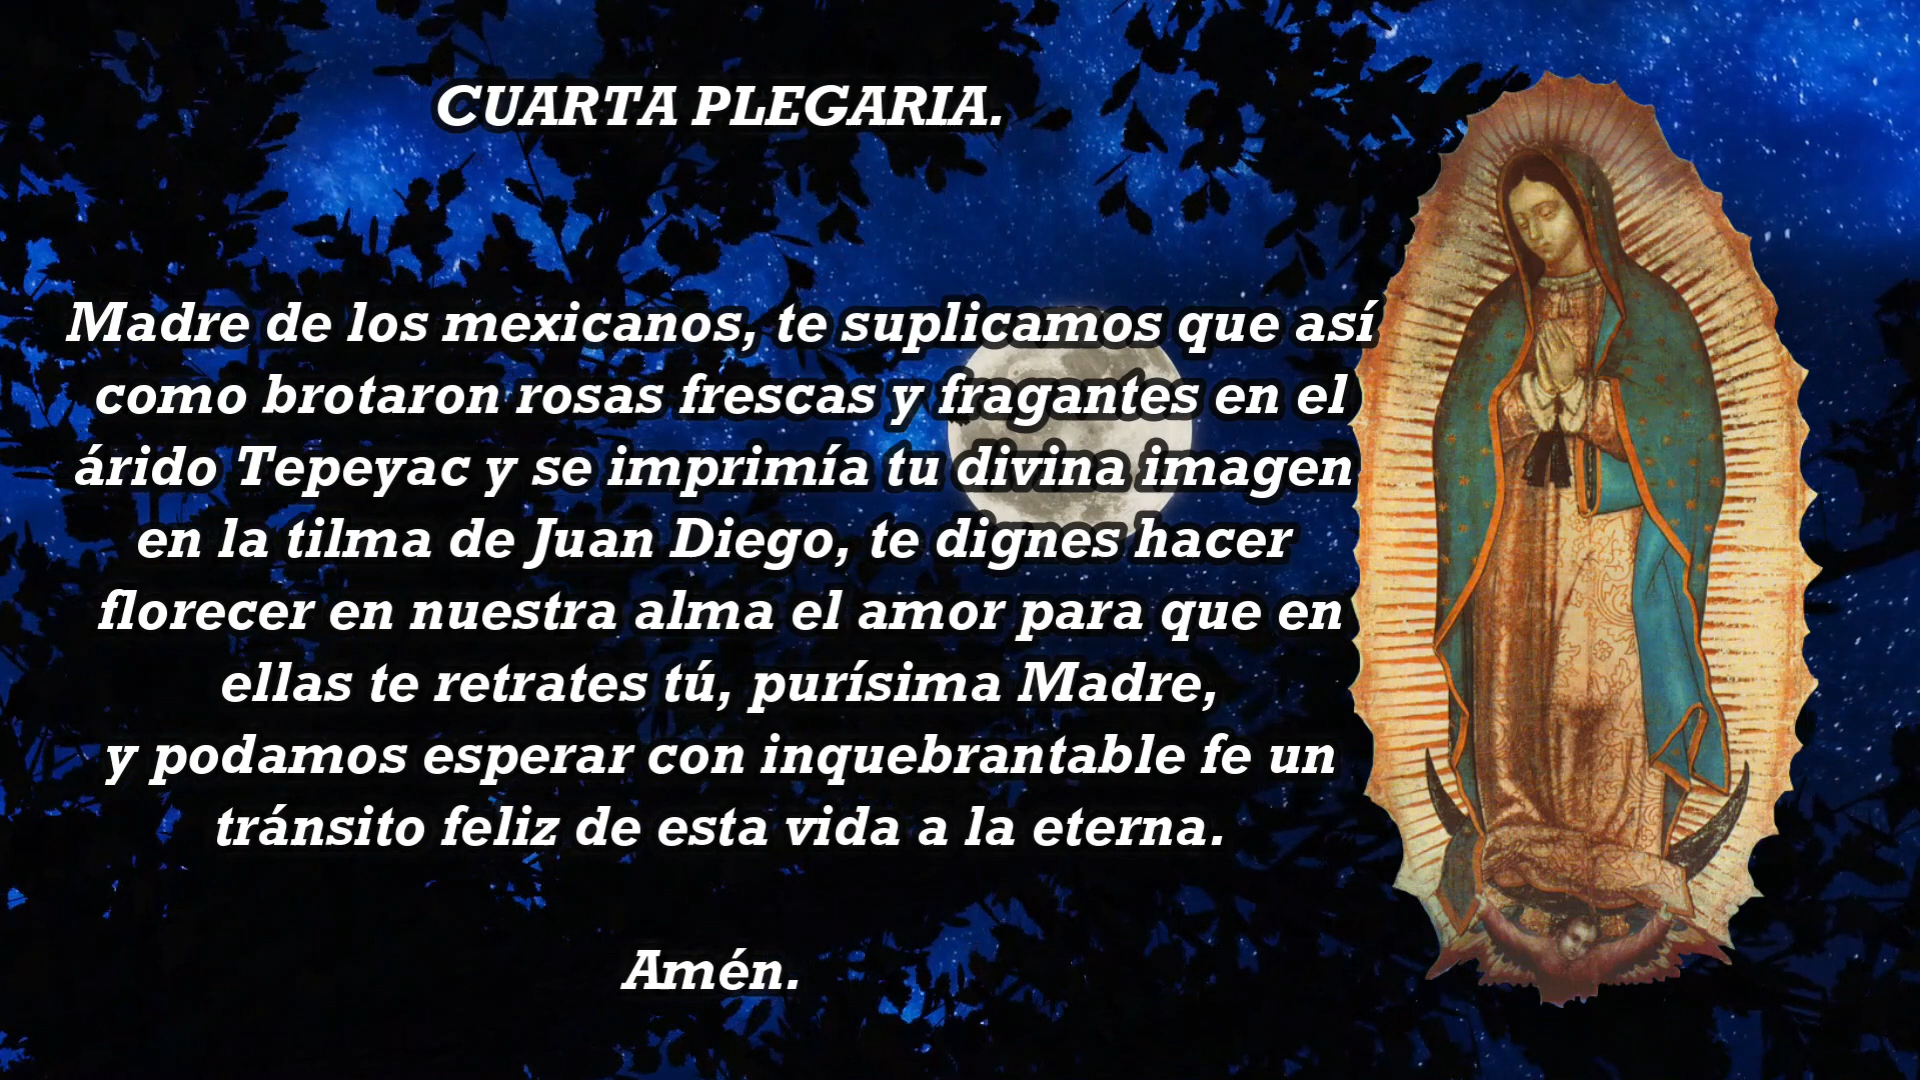 CUARTA PLEGARIA.
Madre de los mexicanos, te suplicamos que así
como brotaron rosas frescas y fragantes en el
árido Tepeyac y se imprimía tu divina imagen
en la tilma de Juan Diego, te dignes hacer
florecer en nuestra alma el amor para que en
ellas te retrates tú, purísima Madre,
y podamos esperar con inquebrantable fe un
tránsito feliz de esta vida a la eterna.
Amén.